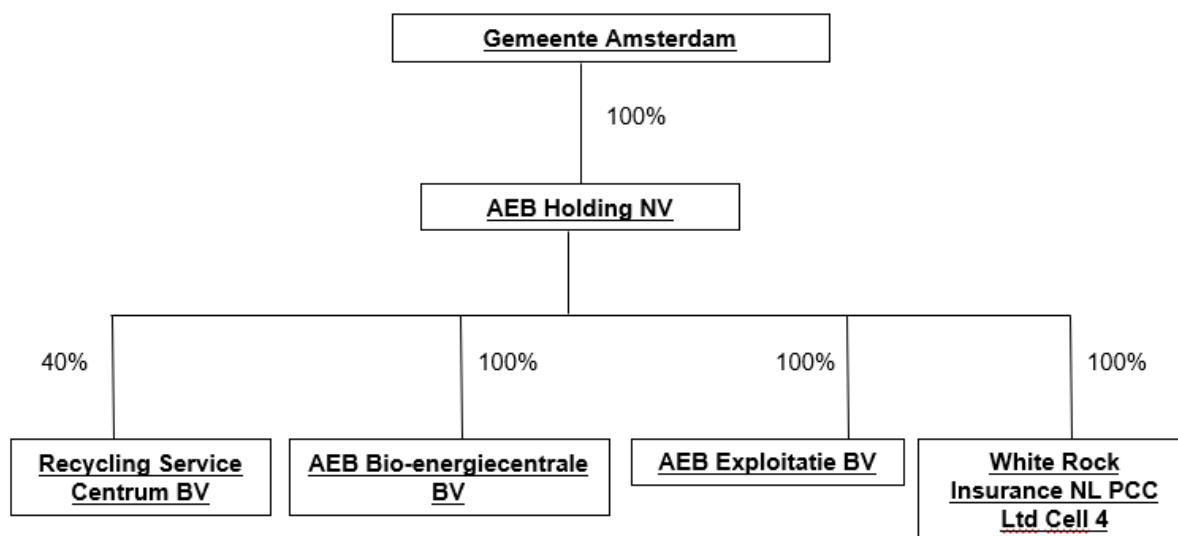 Gemeente Amsterdam
100%
AEB Holding NV
40%
100%
100%
100%
Recycling Service
Centrum BV
AEB Bio-energiecentrale
BV
AEB Exploitatie BV
White Rock
Insurance NL PCC
Ltd Cell 4